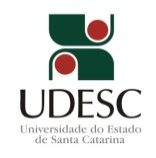 UDESC
Universidade do Estado
de Santa Catarina